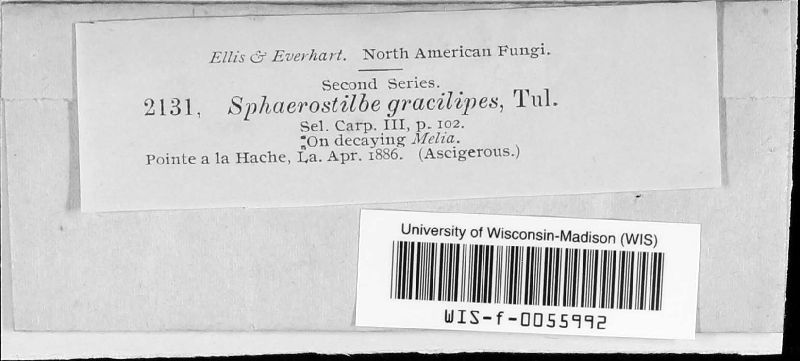 Ellis & Everhart. North American Fungi.
Second Series.
2131, Sphaerostilbe gracilipes, Tul.
Sel. Carp. III, p. 102.
On decaying Melia.
Pointe a la Hache, La. Apr. 1886. (Ascigerous.)
University of Wisconsin-Madison (WIS)
WIS-f-0055992